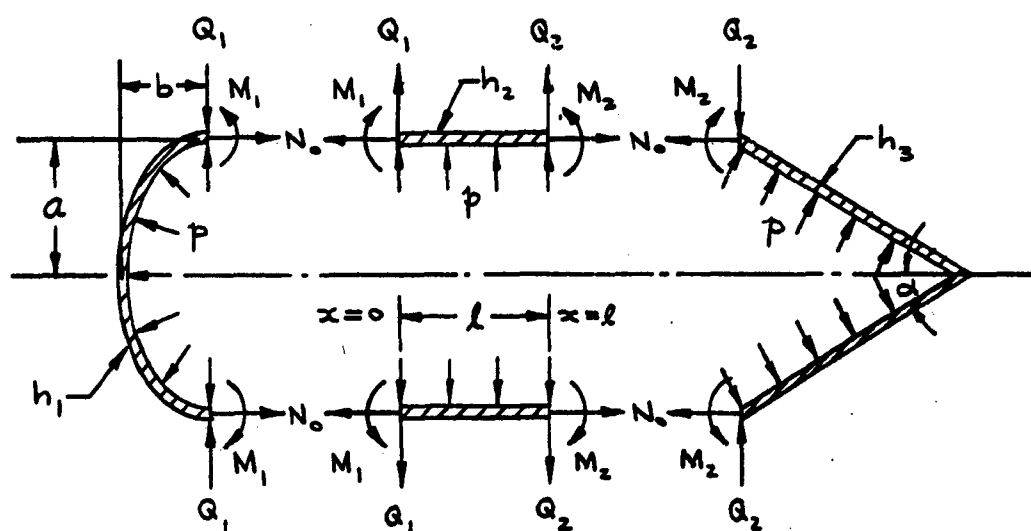 Q₁ Q₁ Q₂ Q₂
b M₁ M₁ h₂ M₂ M₂
N₀ N₀ h₃
a p p p
α
x=0 l x=l
h₁
N₀ N₀
M₁ M₁ M₂ M₂
Q₁ Q₁ Q₂ Q₂